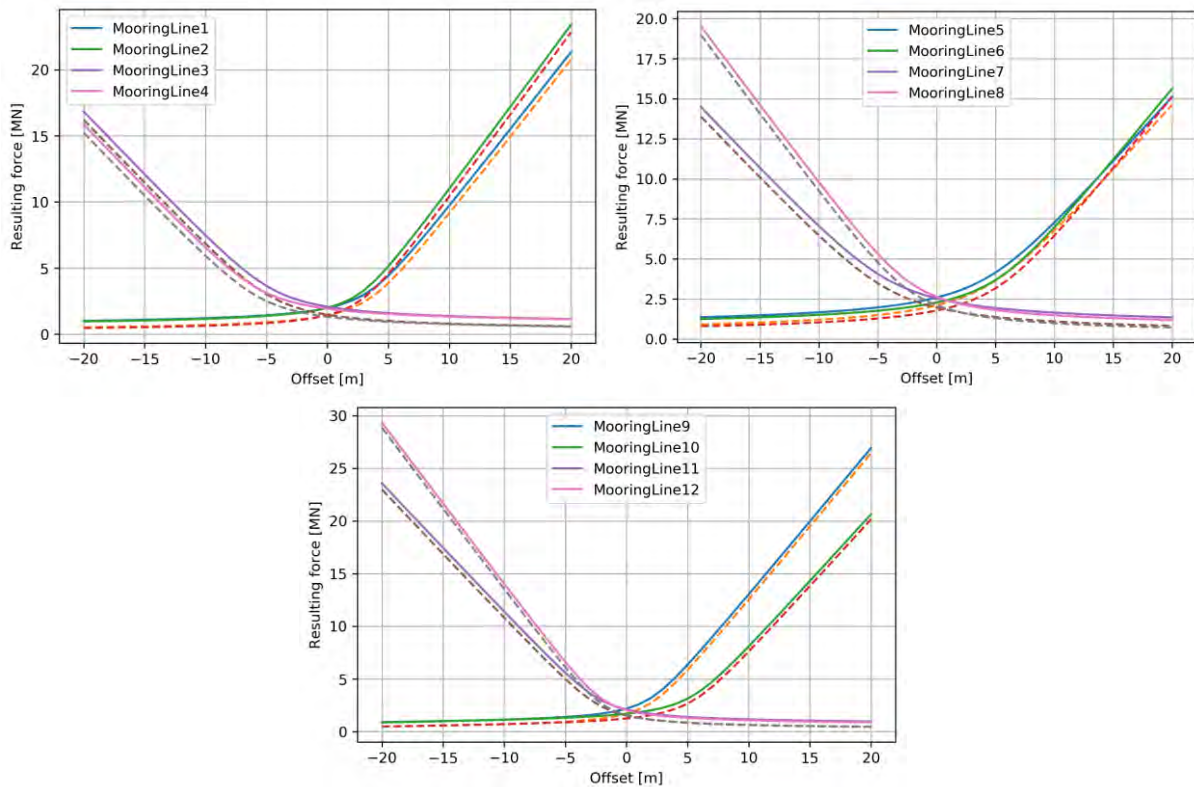 MooringLine1
MooringLine2
MooringLine3
MooringLine4
Resulting force [MN]
20
15
10
5
0
−20 −15 −10 −5 0 5 10 15 20
Offset [m]
MooringLine5
MooringLine6
MooringLine7
MooringLine8
Resulting force [MN]
20.0
17.5
15.0
12.5
10.0
7.5
5.0
2.5
0.0
−20 −15 −10 −5 0 5 10 15 20
Offset [m]
MooringLine9
MooringLine10
MooringLine11
MooringLine12
Resulting force [MN]
30
25
20
15
10
5
0
−20 −15 −10 −5 0 5 10 15 20
Offset [m]